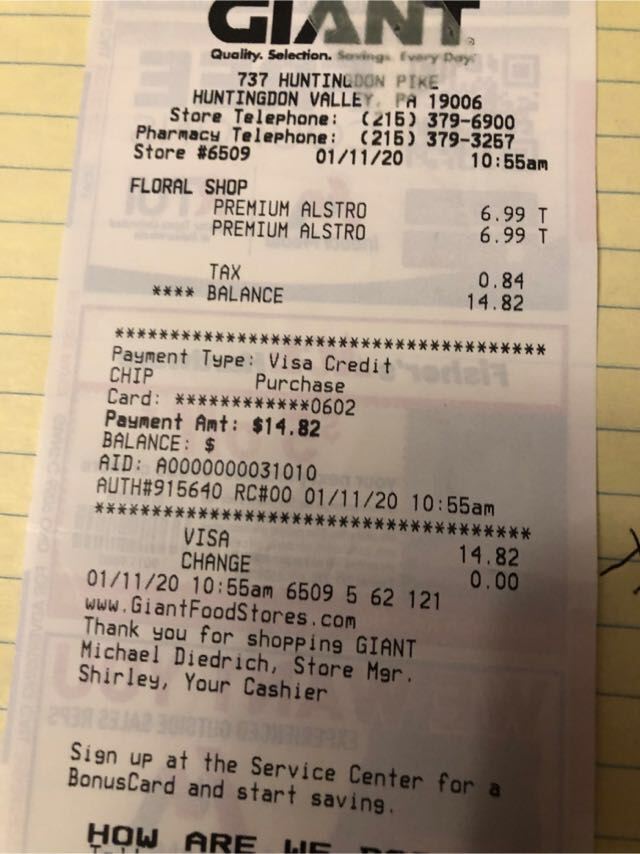 GIANT
Quality. Selection. Savings. Every Day.
737 HUNTINGDON PIKE
HUNTINGDON VALLEY, PA 19006
Store Telephone: (215) 379-6900
Pharmacy Telephone: (215) 379-3257
Store #6509 01/11/20 10:55am
FLORAL SHOP
PREMIUM ALSTRO 6.99 T
PREMIUM ALSTRO 6.99 T
TAX 0.84
**** BALANCE 14.82
****************************************
Payment Type: Visa Credit
CHIP Purchase
Card: ************0602
Payment Amt: $14.82
BALANCE: $
AID: A0000000031010
AUTH#915640 RC#00 01/11/20 10:55am
****************************************
VISA 14.82
CHANGE 0.00
01/11/20 10:55am 6509 5 62 121
www.GiantFoodStores.com
Thank you for shopping GIANT
Michael Diedrich, Store Mgr.
Shirley, Your Cashier
Sign up at the Service Center for a
BonusCard and start saving.
HOW ARE WE